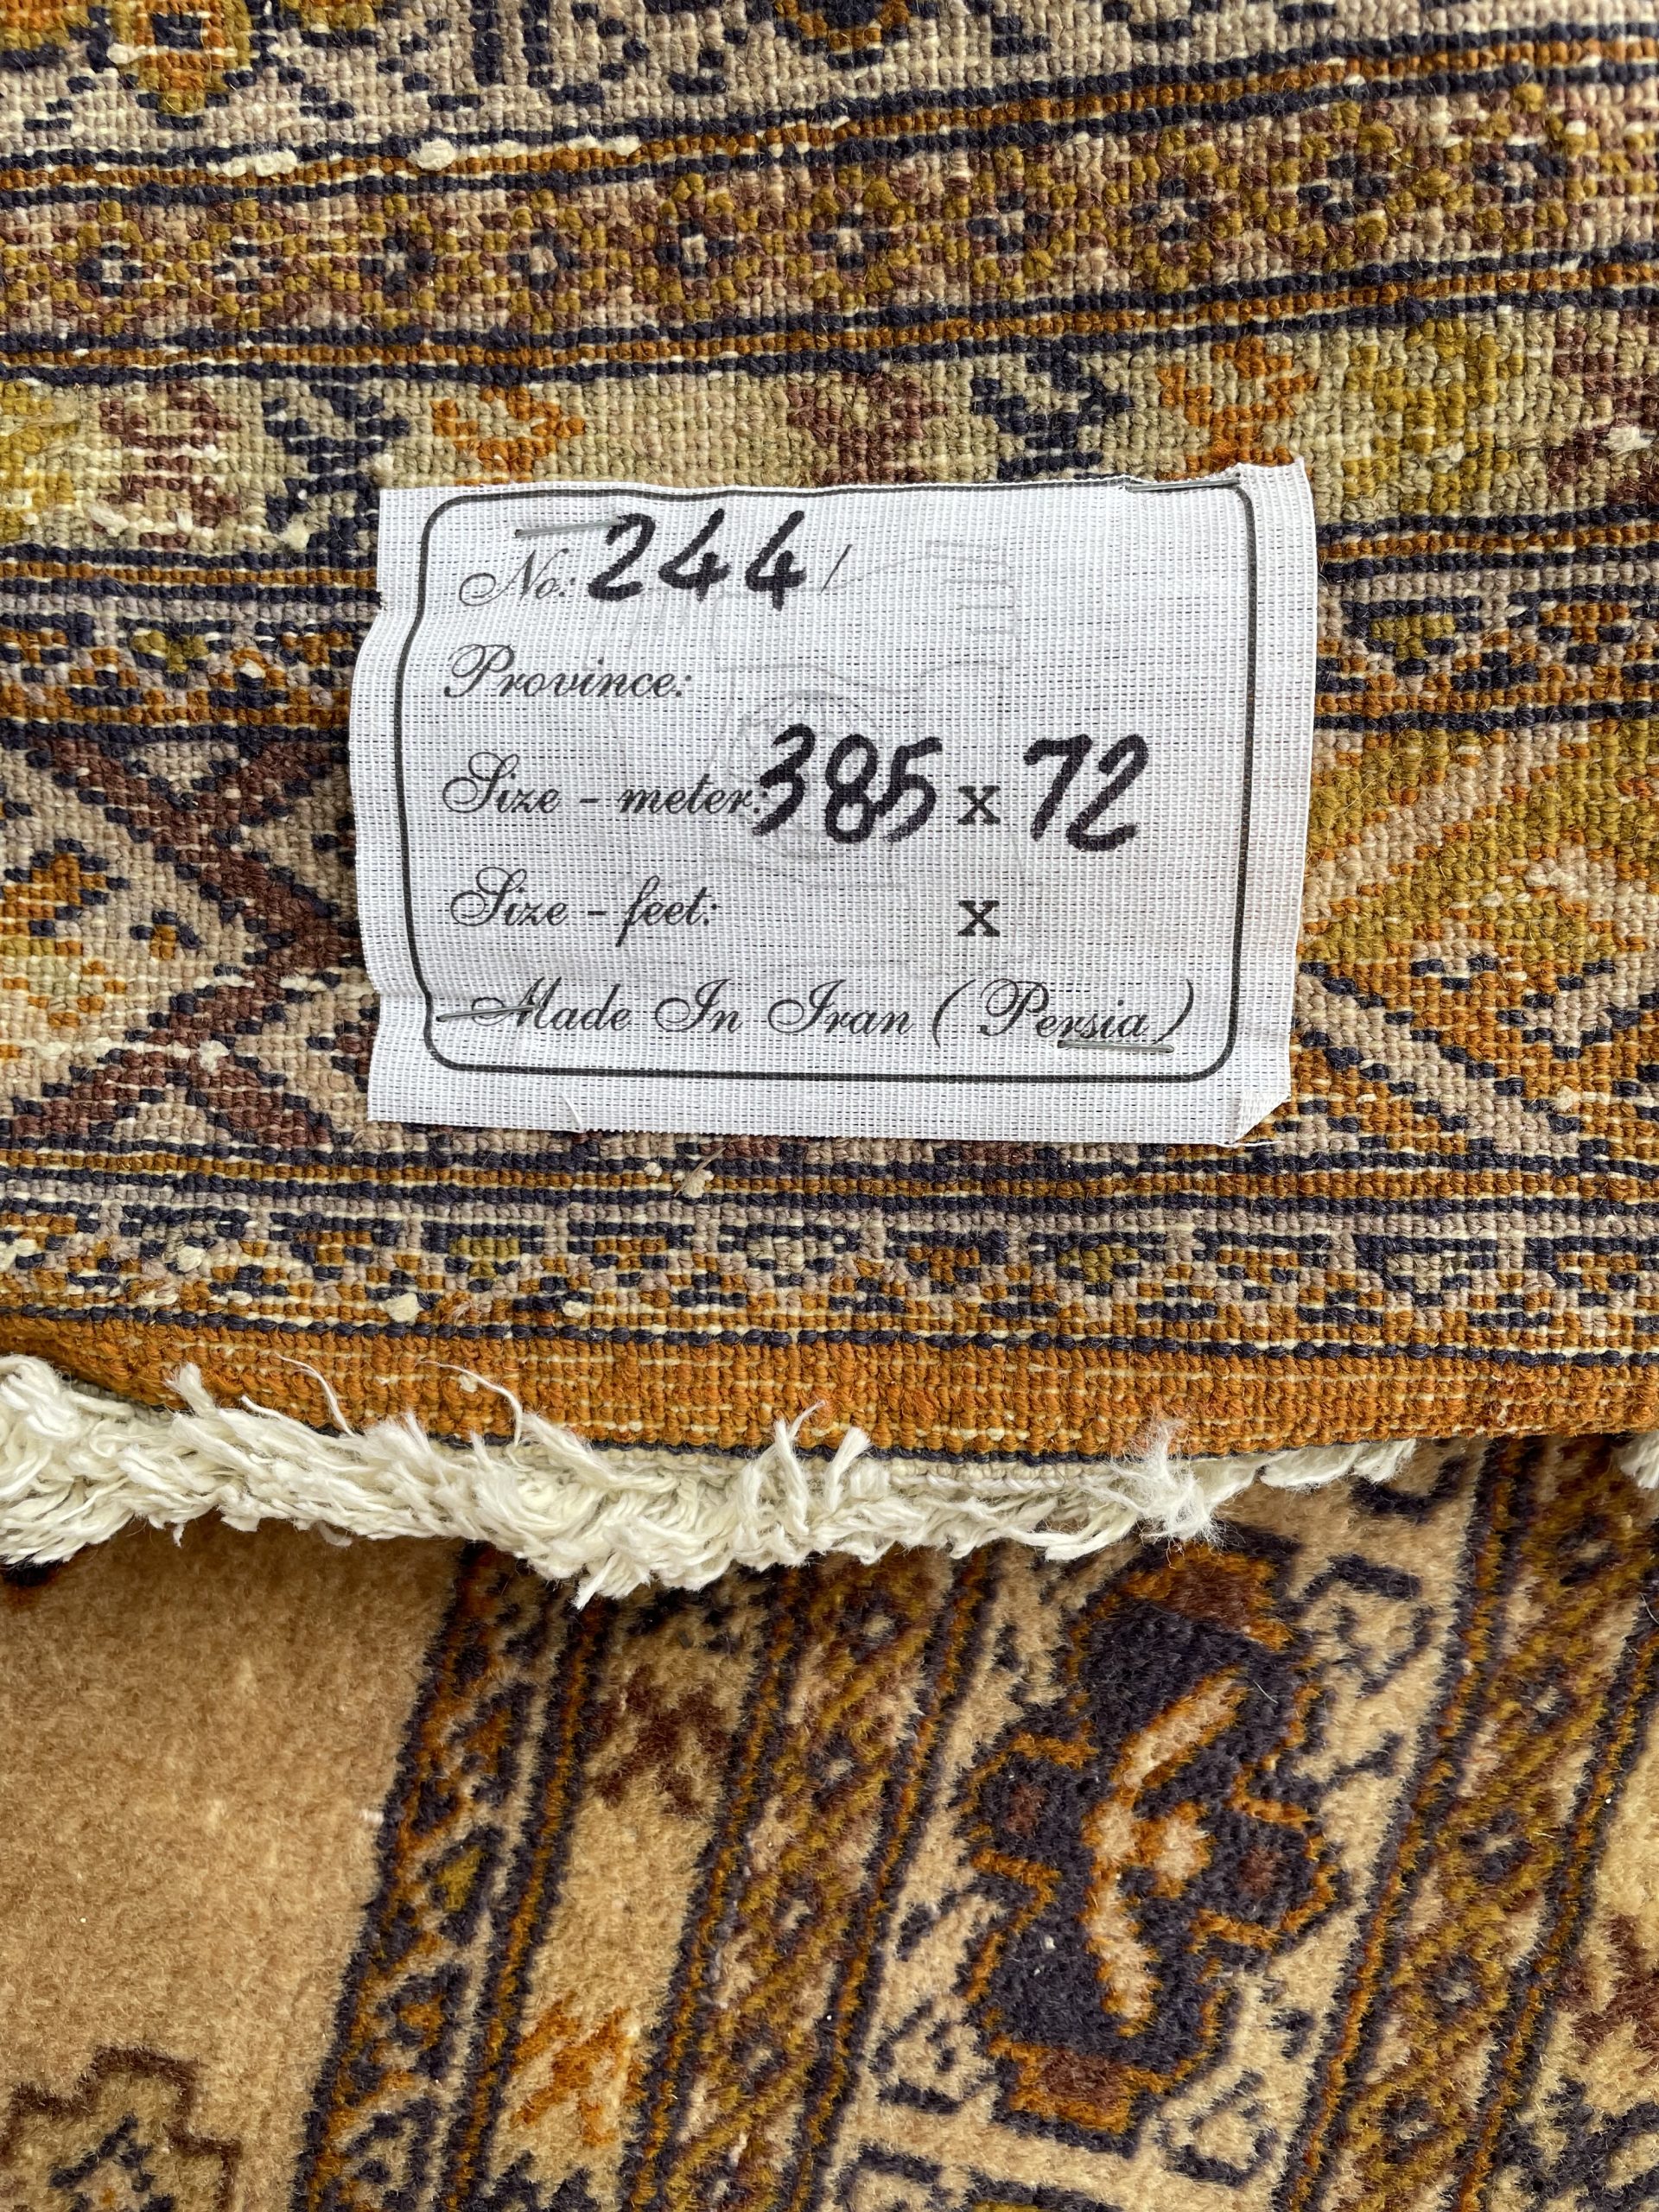 No: 244/
Province:
Size - meter: 385 x 72
Size - feet: x
Made In Iran (Persia)